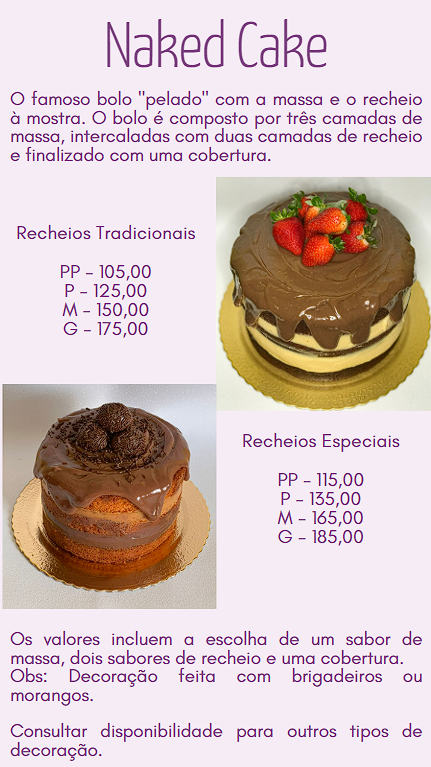 Naked Cake
O famoso bolo "pelado" com a massa e o recheio
à mostra. O bolo é composto por três camadas de
massa, intercaladas com duas camadas de recheio
e finalizado com uma cobertura.
Recheios Tradicionais
PP - 105,00
P - 125,00
M - 150,00
G - 175,00
Recheios Especiais
PP - 115,00
P - 135,00
M - 165,00
G - 185,00
Os valores incluem a escolha de um sabor de
massa, dois sabores de recheio e uma cobertura.
Obs: Decoração feita com brigadeiros ou
morangos.
Consultar disponibilidade para outros tipos de
decoração.